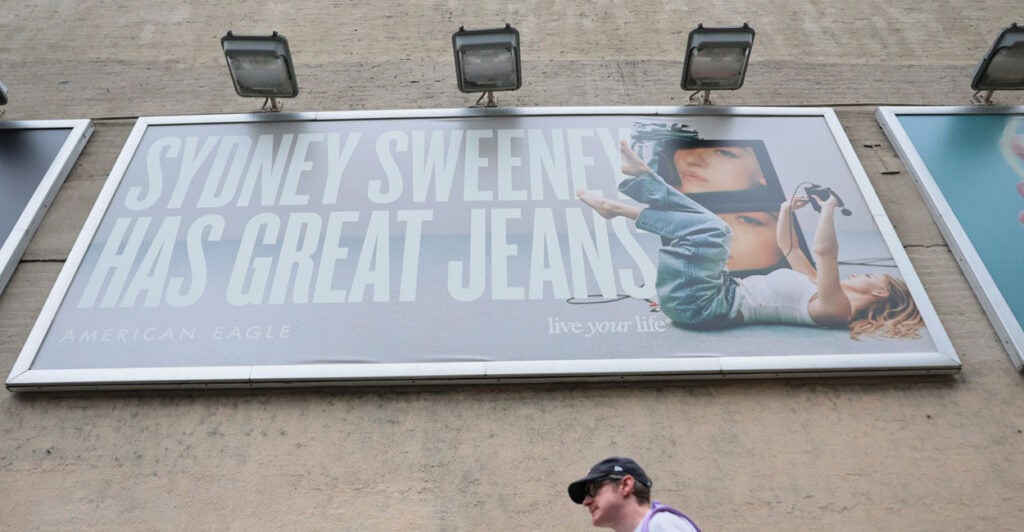 SYDNEY SWEENEY
HAS GREAT JEANS
AMERICAN EAGLE
live your life